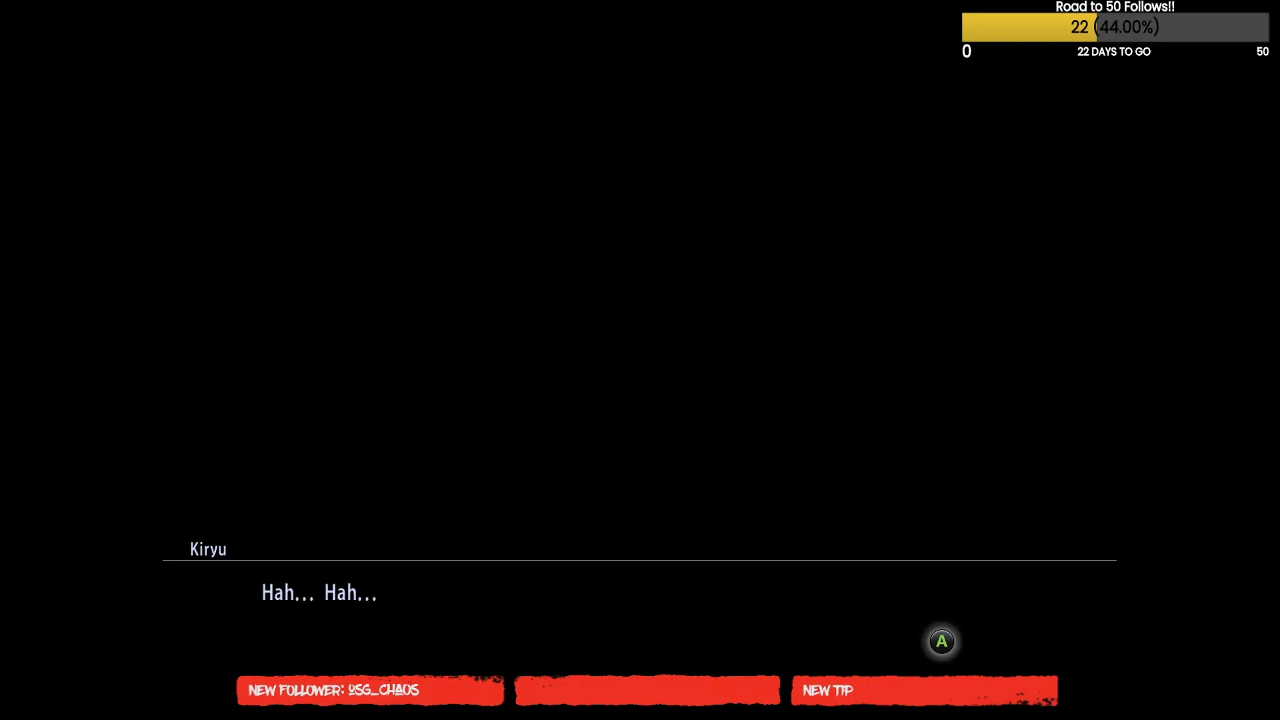 Road to 50 Follows!!
22 (44.00%)
0 22 DAYS TO GO 50
Kiryu
Hah... Hah...
A
NEW FOLLOWER: OSG_CHAOS
NEW TIP